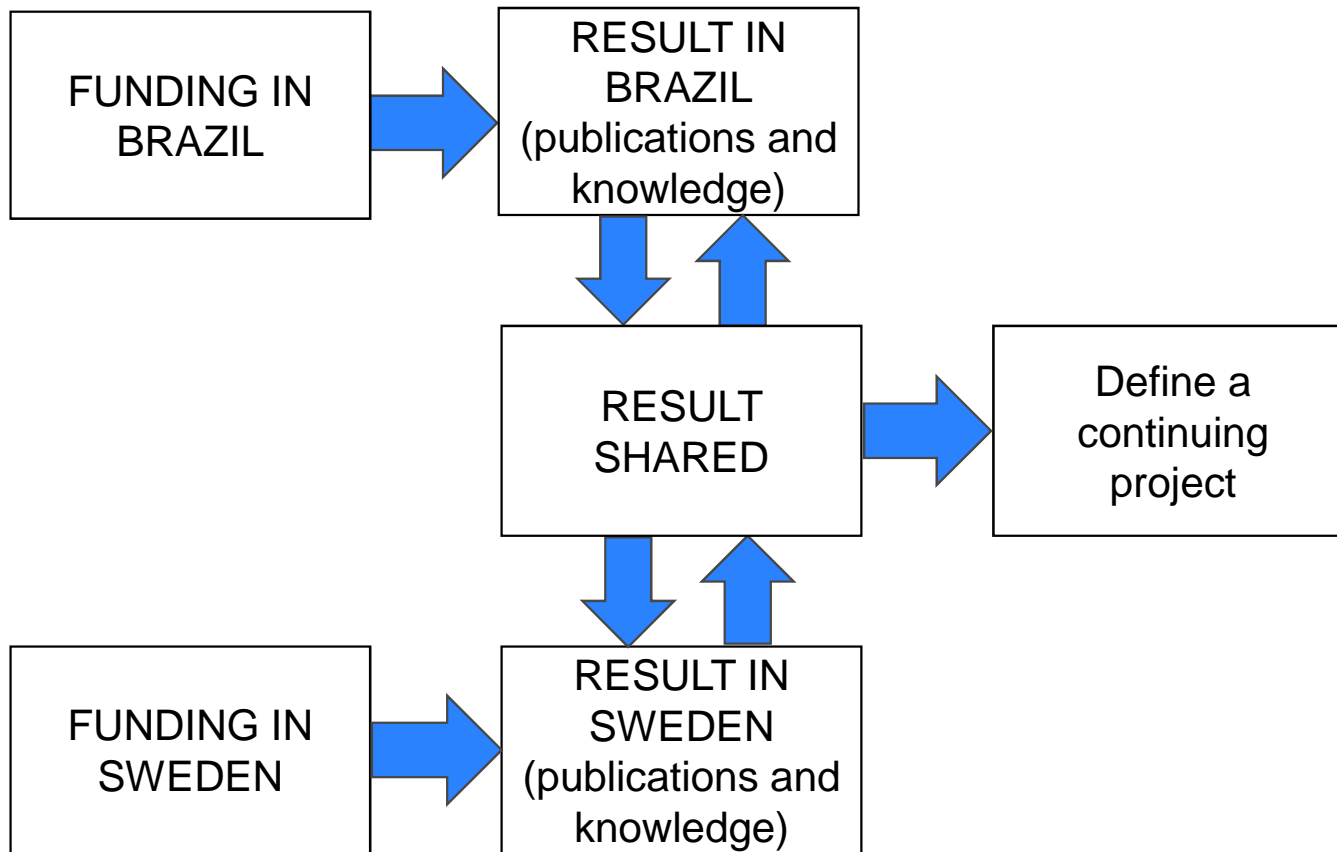 FUNDING IN
BRAZIL
RESULT IN
BRAZIL
(publications and
knowledge)
RESULT
SHARED
Define a
continuing
project
FUNDING IN
SWEDEN
RESULT IN
SWEDEN
(publications and
knowledge)